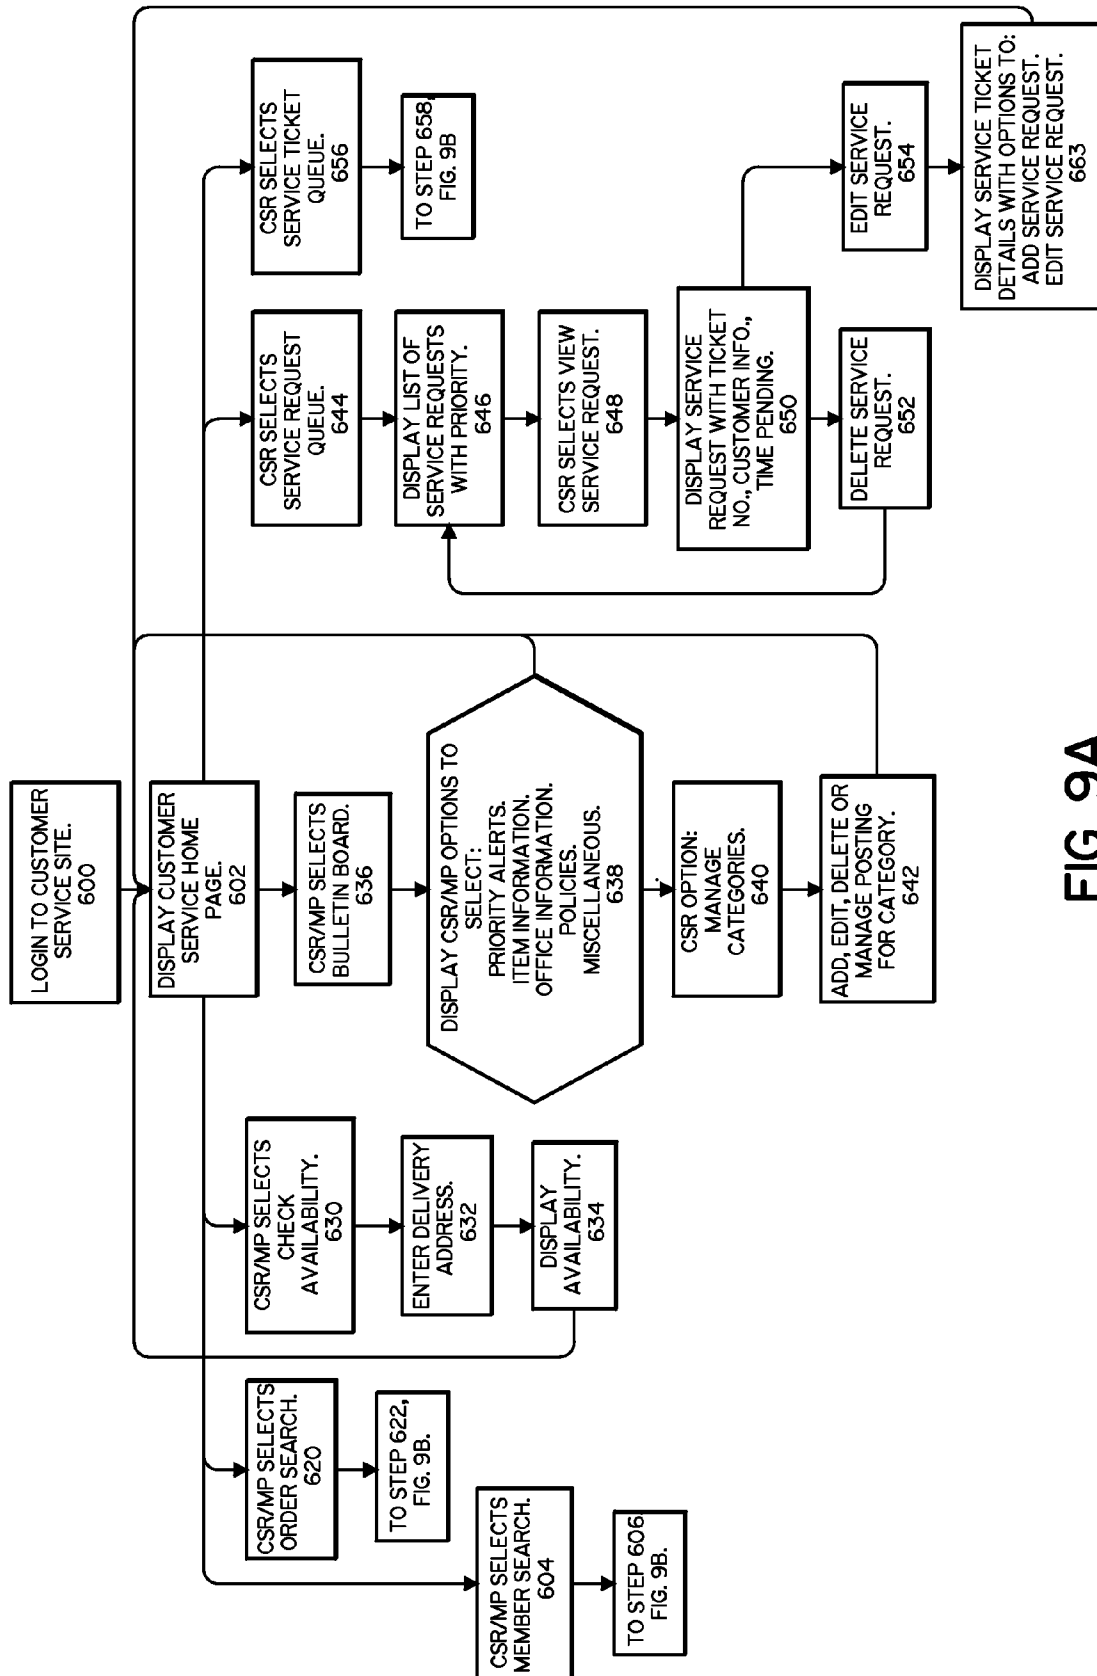 LOGIN TO CUSTOMER
SERVICE SITE.
600
DISPLAY CUSTOMER
SERVICE HOME
PAGE.
602
CSR/MP SELECTS
MEMBER SEARCH.
604
TO STEP 606
FIG. 9B.
CSR/MP SELECTS
ORDER SEARCH.
620
TO STEP 622,
FIG. 9B.
CSR/MP SELECTS
CHECK
AVAILABILITY.
630
ENTER DELIVERY
ADDRESS.
632
DISPLAY
AVAILABILITY.
634
CSR/MP SELECTS
BULLETIN BOARD.
636
DISPLAY CSR/MP OPTIONS TO
SELECT:
PRIORITY ALERTS.
ITEM INFORMATION.
OFFICE INFORMATION.
POLICIES.
MISCELLANEOUS.
638
CSR OPTION:
MANAGE
CATEGORIES.
640
ADD, EDIT, DELETE OR
MANAGE POSTING
FOR CATEGORY.
642
CSR SELECTS
SERVICE REQUEST
QUEUE.
644
DISPLAY LIST OF
SERVICE REQUESTS
WITH PRIORITY.
646
CSR SELECTS VIEW
SERVICE REQUEST.
648
DISPLAY SERVICE
REQUEST WITH TICKET
NO., CUSTOMER INFO.,
TIME PENDING.
650
DELETE SERVICE
REQUEST.
652
CSR SELECTS
SERVICE TICKET
QUEUE.
656
TO STEP 658,
FIG. 9B
EDIT SERVICE
REQUEST.
654
DISPLAY SERVICE TICKET
DETAILS WITH OPTIONS TO:
ADD SERVICE REQUEST.
EDIT SERVICE REQUEST.
663
FIG. 9A